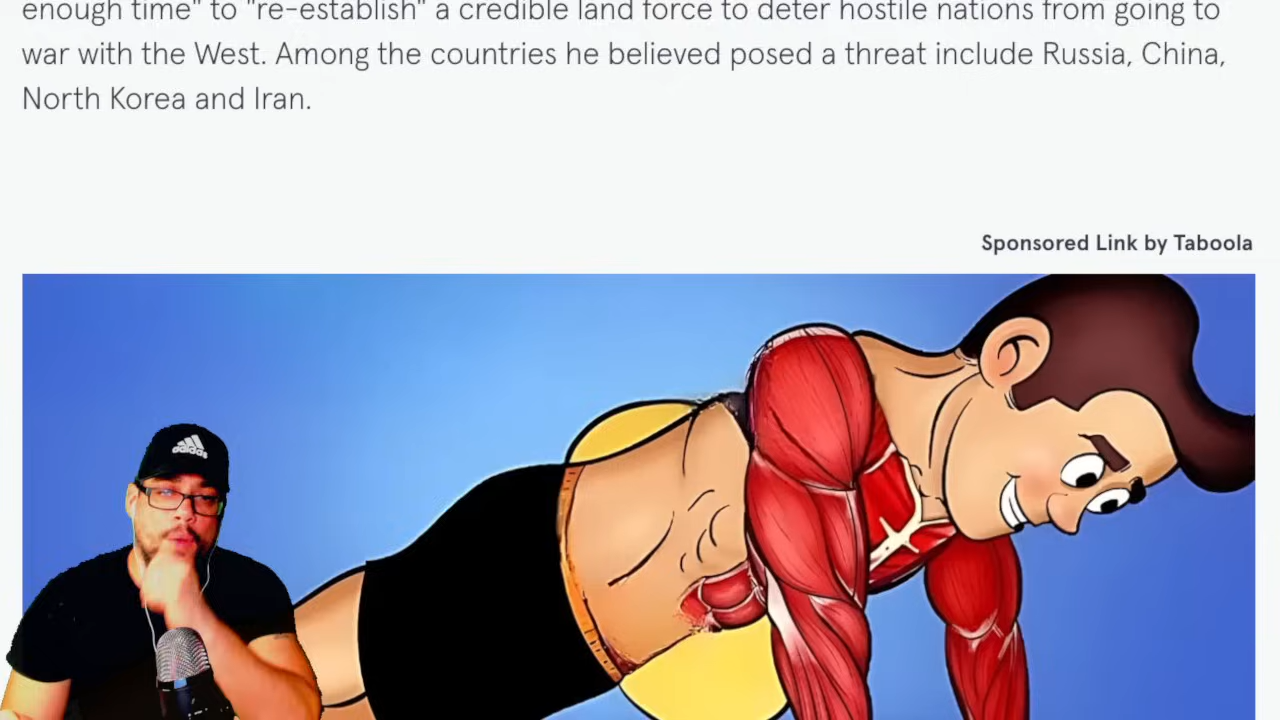 enough time" to "re-establish" a credible land force to deter hostile nations from going to
war with the West. Among the countries he believed posed a threat include Russia, China,
North Korea and Iran.
Sponsored Link by Taboola
adidas